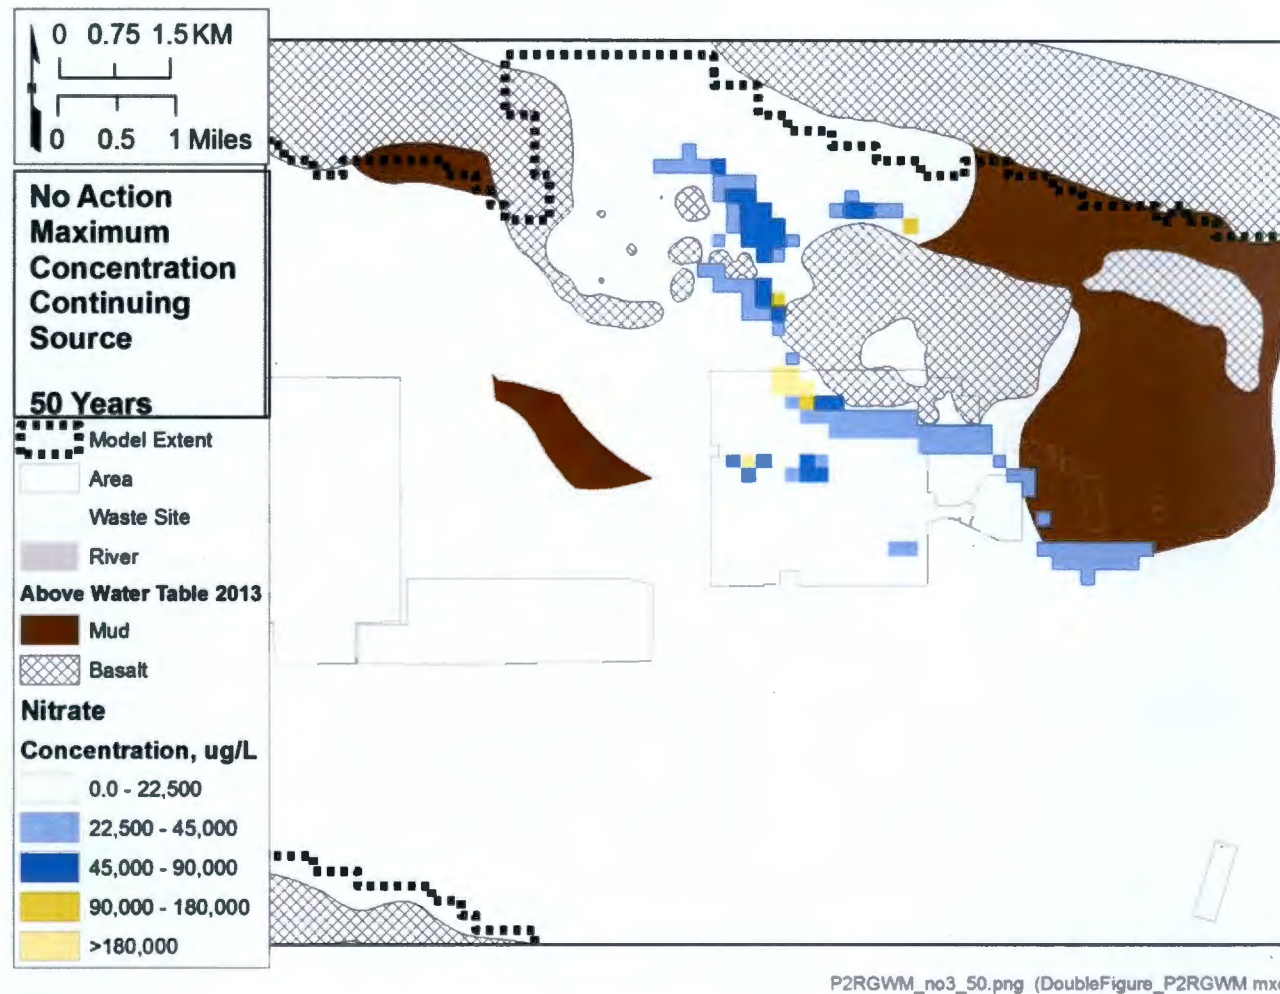 0 0.75 1.5 KM
0 0.5 1 Miles
No Action
Maximum
Concentration
Continuing
Source
50 Years
Model Extent
Area
Waste Site
River
Above Water Table 2013
Mud
Basalt
Nitrate
Concentration, ug/L
0.0 - 22,500
22,500 - 45,000
45,000 - 90,000
90,000 - 180,000
>180,000
P2RGWM_no3_50.png (DoubleFigure_P2RGWM